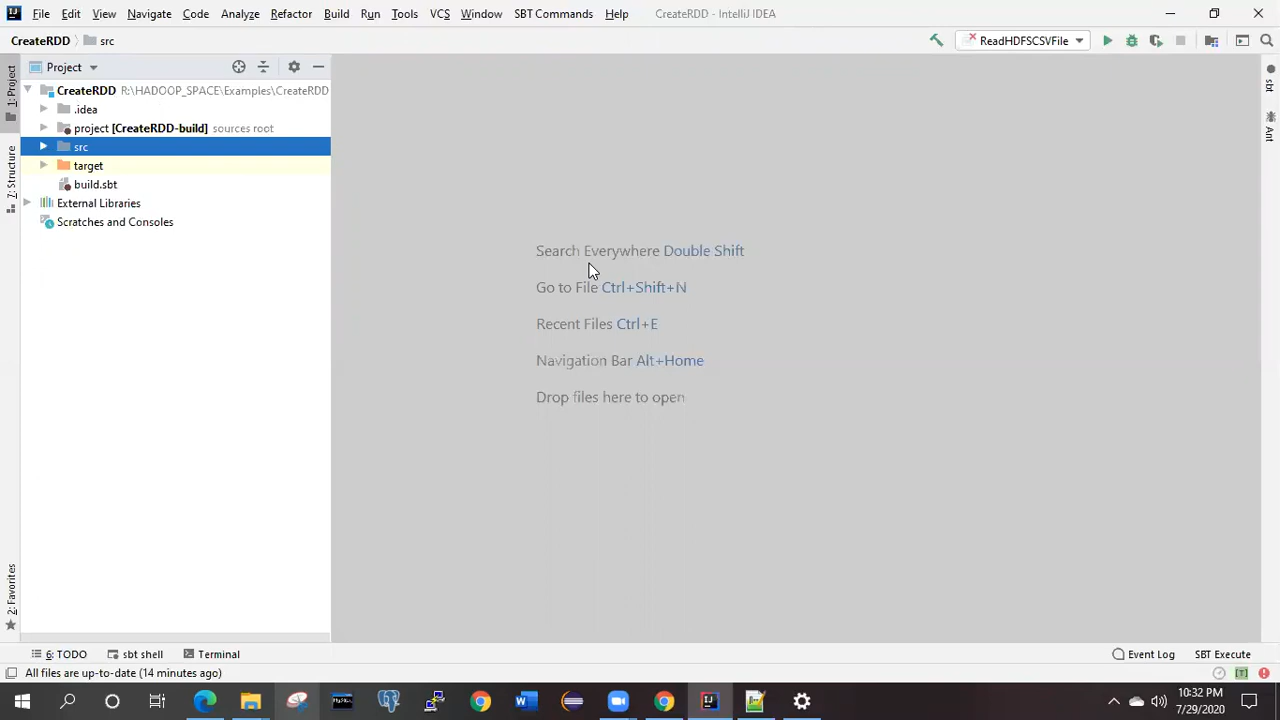 File Edit View Navigate Code Analyze Refactor Build Run Tools VCS Window SBT Commands Help CreateRDD - IntelliJ IDEA
CreateRDD src
ReadHDFSCSVFile
1: Project
7: Structure
2: Favorites
Project
CreateRDD R:\HADOOP_SPACE\Examples\CreateRDD
.idea
project [CreateRDD-build] sources root
src
target
build.sbt
External Libraries
Scratches and Consoles
Search Everywhere Double Shift
Go to File Ctrl+Shift+N
Recent Files Ctrl+E
Navigation Bar Alt+Home
Drop files here to open
sbt
Ant
6: TODO sbt shell Terminal Event Log SBT Execute
All files are up-to-date (14 minutes ago)
10:32 PM
7/29/2020